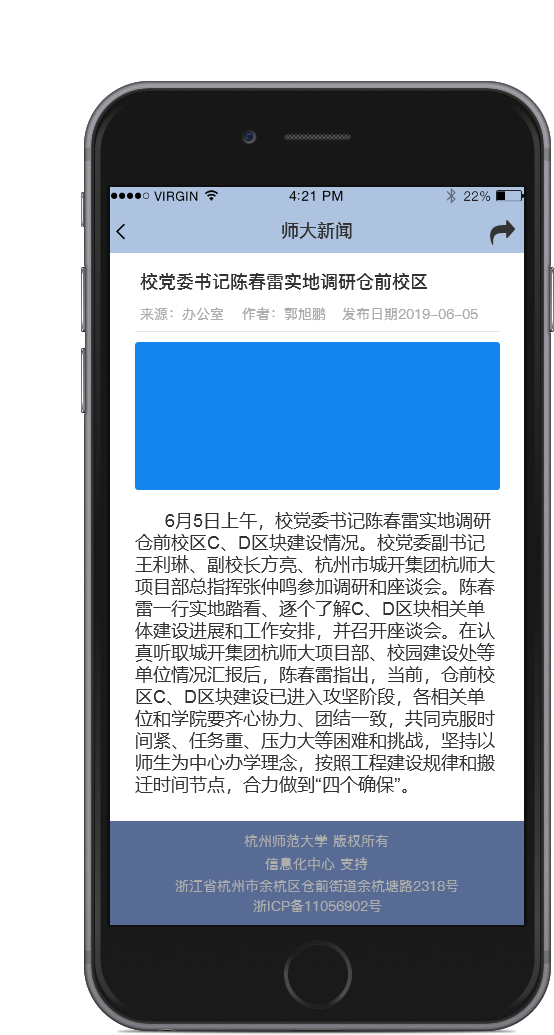 VIRGIN 4:21 PM 22%
师大新闻
校党委书记陈春雷实地调研仓前校区
来源：办公室 作者：郭旭鹏 发布日期2019-06-05
6月5日上午，校党委书记陈春雷实地调研
仓前校区C、D区块建设情况。校党委副书记
王利琳、副校长方亮、杭州市城开集团杭师大
项目部总指挥张仲鸣参加调研和座谈会。陈春
雷一行实地踏看、逐个了解C、D区块相关单
体建设进展和工作安排，并召开座谈会。在认
真听取城开集团杭师大项目部、校园建设处等
单位情况汇报后，陈春雷指出，当前，仓前校
区C、D区块建设已进入攻坚阶段，各相关单
位和学院要齐心协力、团结一致，共同克服时
间紧、任务重、压力大等困难和挑战，坚持以
师生为中心办学理念，按照工程建设规律和搬
迁时间节点，合力做到“四个确保”。
杭州师范大学 版权所有
信息化中心 支持
浙江省杭州市余杭区仓前街道余杭塘路2318号
浙ICP备11056902号